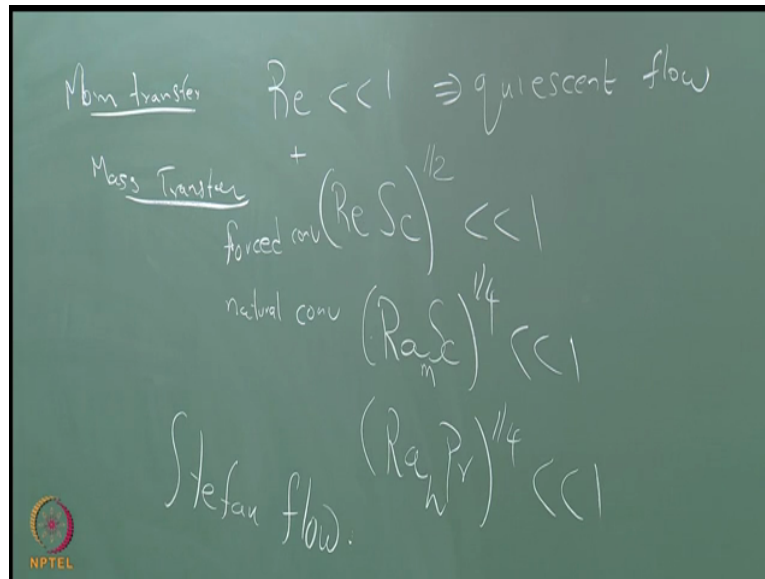 Mom transfer Re <<1 ⇒ quiescent flow
+
Mass Transfer
forced conv (Re Sc)^1/2 <<1
natural conv (Ra_m Sc)^1/4 <<1
(Ra_h Pr)^1/4 <<1
Stefan flow.
NPTEL